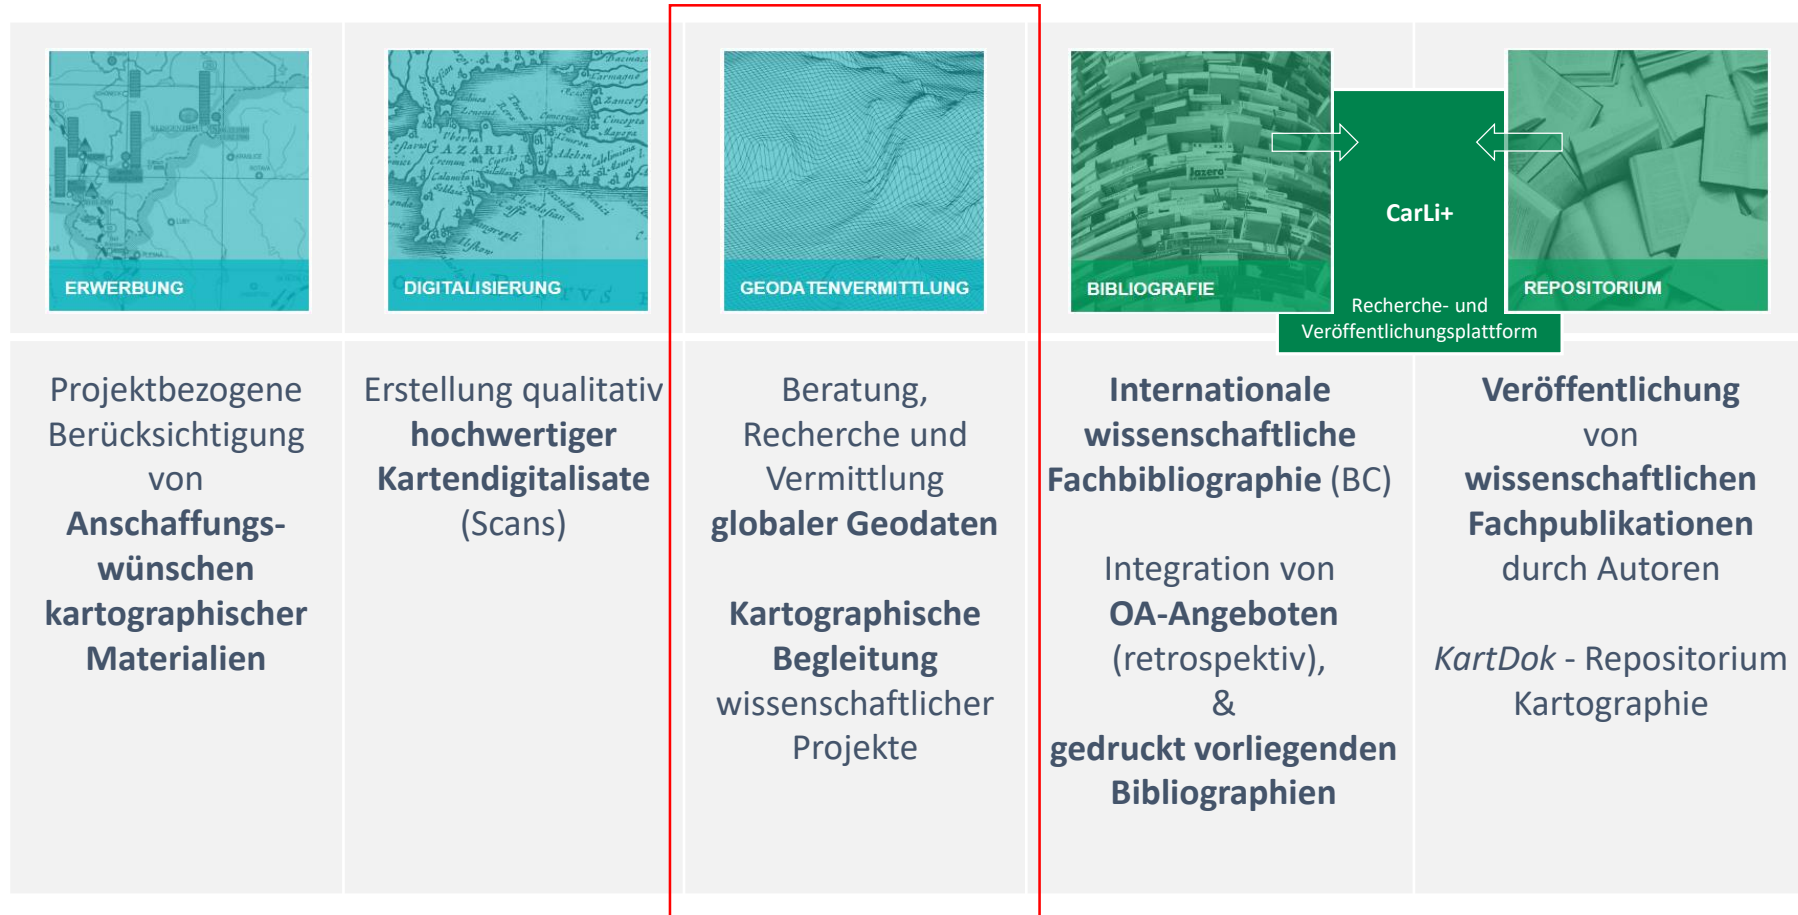 ERWERBUNG
Projektbezogene
Berücksichtigung
von
Anschaffungs-
wünschen
kartographischer
Materialien
GAZARIA
DIGITALISIERUNG
Erstellung qualitativ
hochwertiger
Kartendigitalisate
(Scans)
GEODATENVERMITTLUNG
Beratung,
Recherche und
Vermittlung
globaler Geodaten
Kartographische
Begleitung
wissenschaftlicher
Projekte
Jazero
BIBLIOGRAFIE
Internationale
wissenschaftliche
Fachbibliographie (BC)
Integration von
OA-Angeboten
(retrospektiv),
&
gedruckt vorliegenden
Bibliographien
CarLi+
Recherche- und
Veröffentlichungsplattform
REPOSITORIUM
Veröffentlichung
von
wissenschaftlichen
Fachpublikationen
durch Autoren
KartDok - Repositorium
Kartographie